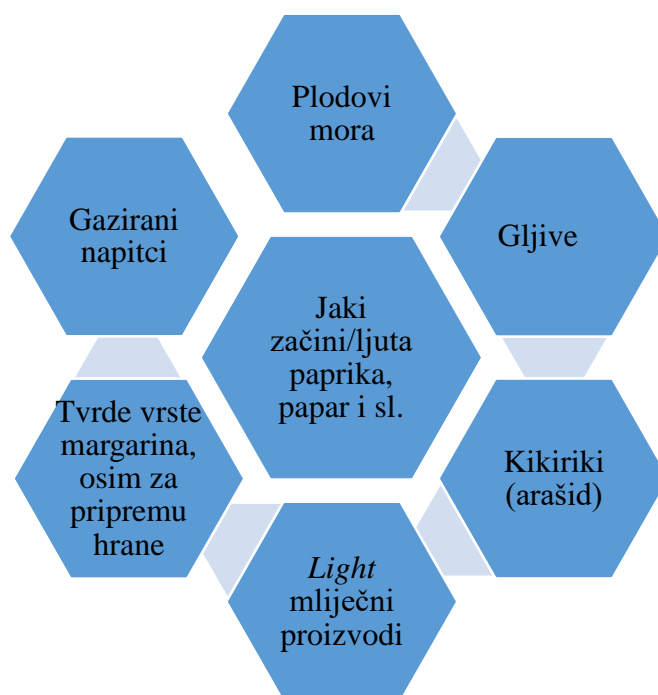 Plodovi
mora
Gljive
Kikiriki
(arašid)
Light
mliječni
proizvodi
Tvrde vrste
margarina,
osim za
pripremu
hrane
Gazirani
napitci
Jaki
začini/ljuta
paprika,
papar i sl.